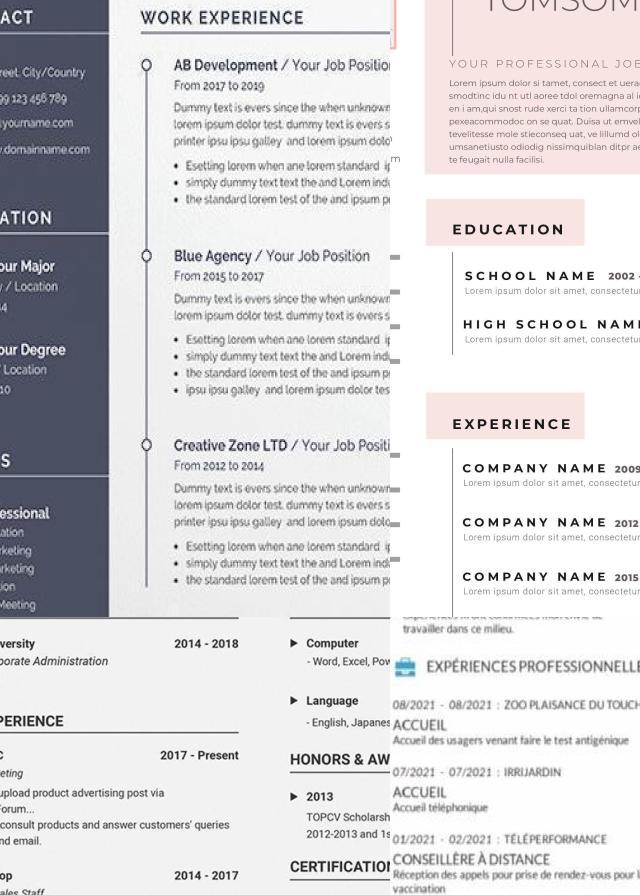 ACT
reet, City/Country
99 123 456 789
yourname.com
.domainname.com
ATION
our Major
y / Location
4
our Degree
Location
10
S
essional
ation
rketing
arketing
ion
Meeting
WORK EXPERIENCE
AB Development / Your Job Position
From 2017 to 2019
Dummy text is evers since the when unknown
lorem ipsum dolor test. dummy text is evers s
printer ipsu ipsu galley and lorem ipsum dolo
• Esetting lorem when ane lorem standard ip
• simply dummy text text the and Lorem indu
• the standard lorem test of the and ipsum p
Blue Agency / Your Job Position
From 2015 to 2017
Dummy text is evers since the when unknown
lorem ipsum dolor test. dummy text is evers s
• Esetting lorem when ane lorem standard ip
• simply dummy text text the and Lorem indu
• the standard lorem test of the and ipsum pr
• ipsu ipsu galley and lorem ipsum dolor tes
Creative Zone LTD / Your Job Positi
From 2012 to 2014
Dummy text is evers since the when unknown
lorem ipsum dolor test. dummy text is evers s
printer ipsu ipsu galley and lorem ipsum dolo
• Esetting lorem when ane lorem standard ip
• simply dummy text text the and Lorem indu
• the standard lorem test of the and ipsum p
m
TOMSOM
YOUR PROFESSIONAL JOB
Lorem ipsum dolor si tamet, consect et uerac
smodtinc idu nt utl aoree tdol oremagna al ic
en i am,qui snost rude xerci ta tion ullamcorp
pexeacommodoc on se quat. Duisa ut emvel
tevelitesse mole stieconseq uat, ve lillumd olo
umsanetiusto odiodig nissimquiblan ditpr ae
te feugait nulla facilisi.
EDUCATION
SCHOOL NAME 2002 -
Lorem ipsum dolor sit amet, consectetur
HIGH SCHOOL NAME
Lorem ipsum dolor sit amet, consectetur
EXPERIENCE
COMPANY NAME 2009
Lorem ipsum dolor sit amet, consectetur
COMPANY NAME 2012
Lorem ipsum dolor sit amet, consectetur
COMPANY NAME 2015
Lorem ipsum dolor sit amet, consectetur
versity 2014 - 2018
porate Administration
PERIENCE
C 2017 - Present
eting
upload product advertising post via
Forum...
consult products and answer customers' queries
nd email.
op 2014 - 2017
ales Staff
Computer
- Word, Excel, Pow
Language
- English, Japanes
HONORS & AW
2013
TOPCV Scholarsh
2012-2013 and 1s
CERTIFICATION
travailler dans ce milieu.
EXPÉRIENCES PROFESSIONNELLE
08/2021 - 08/2021 : ZOO PLAISANCE DU TOUCH
ACCUEIL
Accueil des usagers venant faire le test antigénique
07/2021 - 07/2021 : IRRIJARDIN
ACCUEIL
Accueil téléphonique
01/2021 - 02/2021 : TÉLÉPERFORMANCE
CONSEILLÈRE À DISTANCE
Réception des appels pour prise de rendez-vous pour l
vaccination